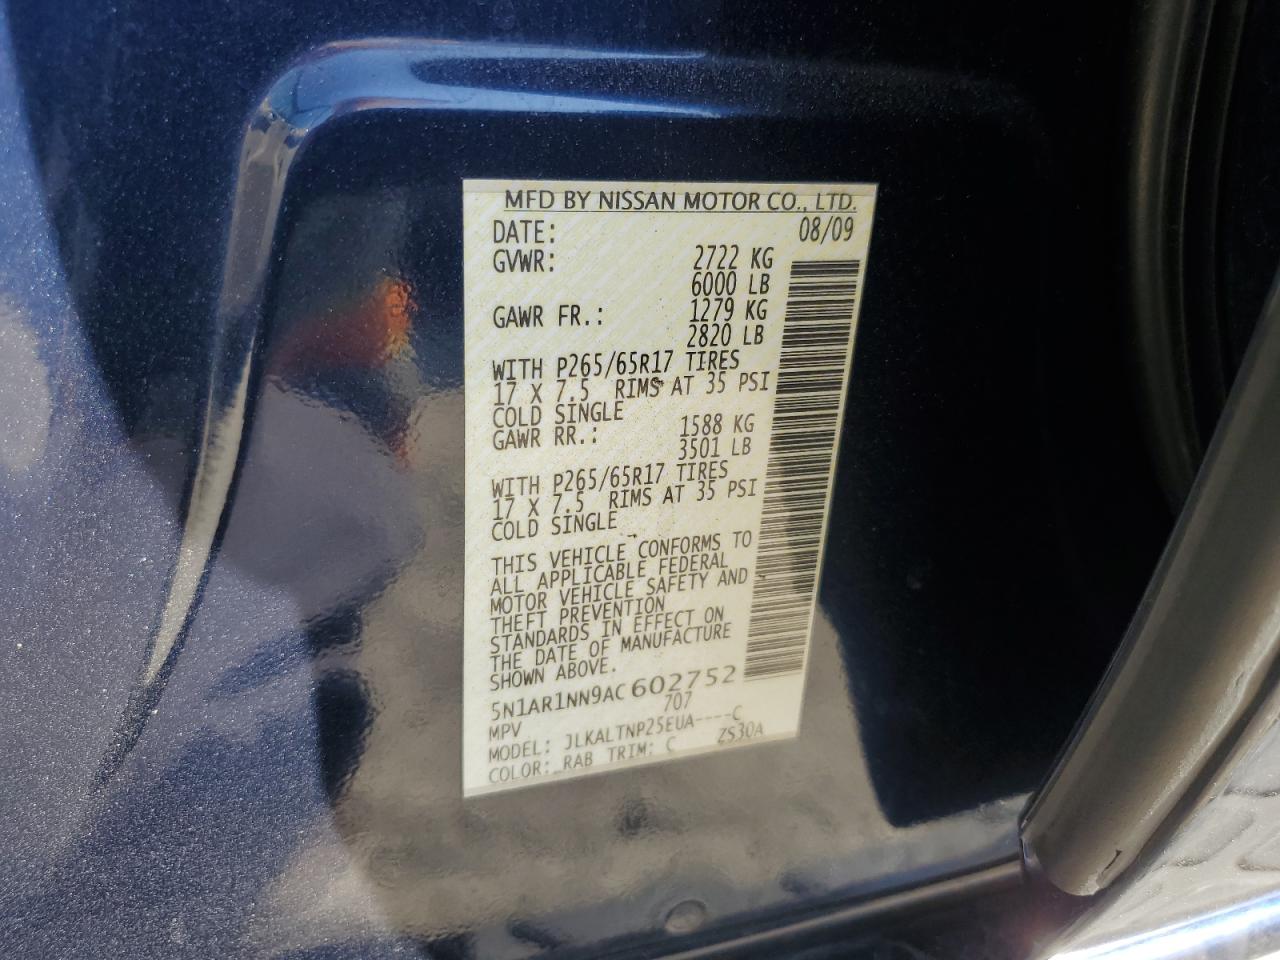 MFD BY NISSAN MOTOR CO., LTD.
DATE: 08/09
GVWR: 2722 KG
6000 LB
GAWR FR.: 1279 KG
2820 LB
WITH P265/65R17 TIRES
17 X 7.5 RIMS AT 35 PSI
COLD SINGLE
GAWR RR.: 1588 KG
3501 LB
WITH P265/65R17 TIRES
17 X 7.5 RIMS AT 35 PSI
COLD SINGLE
THIS VEHICLE CONFORMS TO
ALL APPLICABLE FEDERAL
MOTOR VEHICLE SAFETY AND
THEFT PREVENTION
STANDARDS IN EFFECT ON
THE DATE OF MANUFACTURE
SHOWN ABOVE.
5N1AR1NN9AC602752
MPV 707
MODEL: JLKALTNP25EUA----C
COLOR: RAB TRIM: C ZS30A